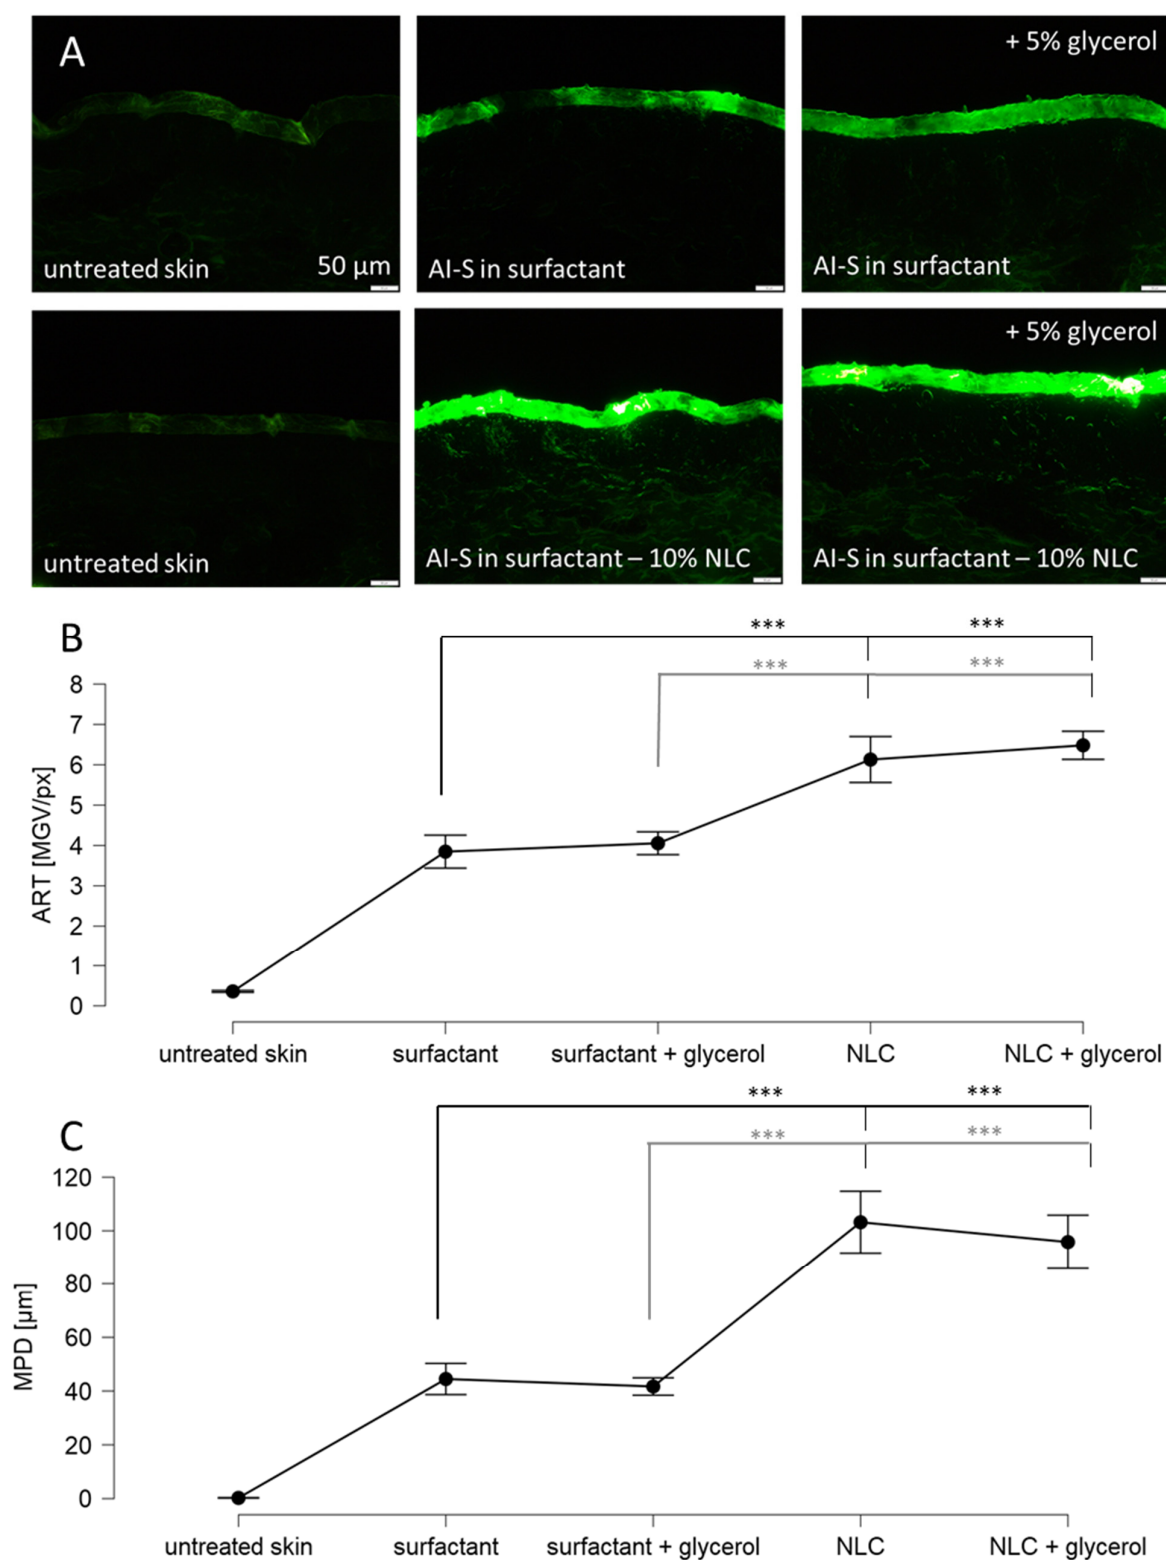 A
+ 5% glycerol
untreated skin
50 µm
AI-S in surfactant
AI-S in surfactant
+ 5% glycerol
untreated skin
AI-S in surfactant – 10% NLC
AI-S in surfactant – 10% NLC
B
*** ***
*** ***
8
7
6
5
4
3
2
1
0
ART [MGV/px]
untreated skin surfactant surfactant + glycerol NLC NLC + glycerol
C
*** ***
*** ***
120
100
80
60
40
20
0
MPD [µm]
untreated skin surfactant surfactant + glycerol NLC NLC + glycerol